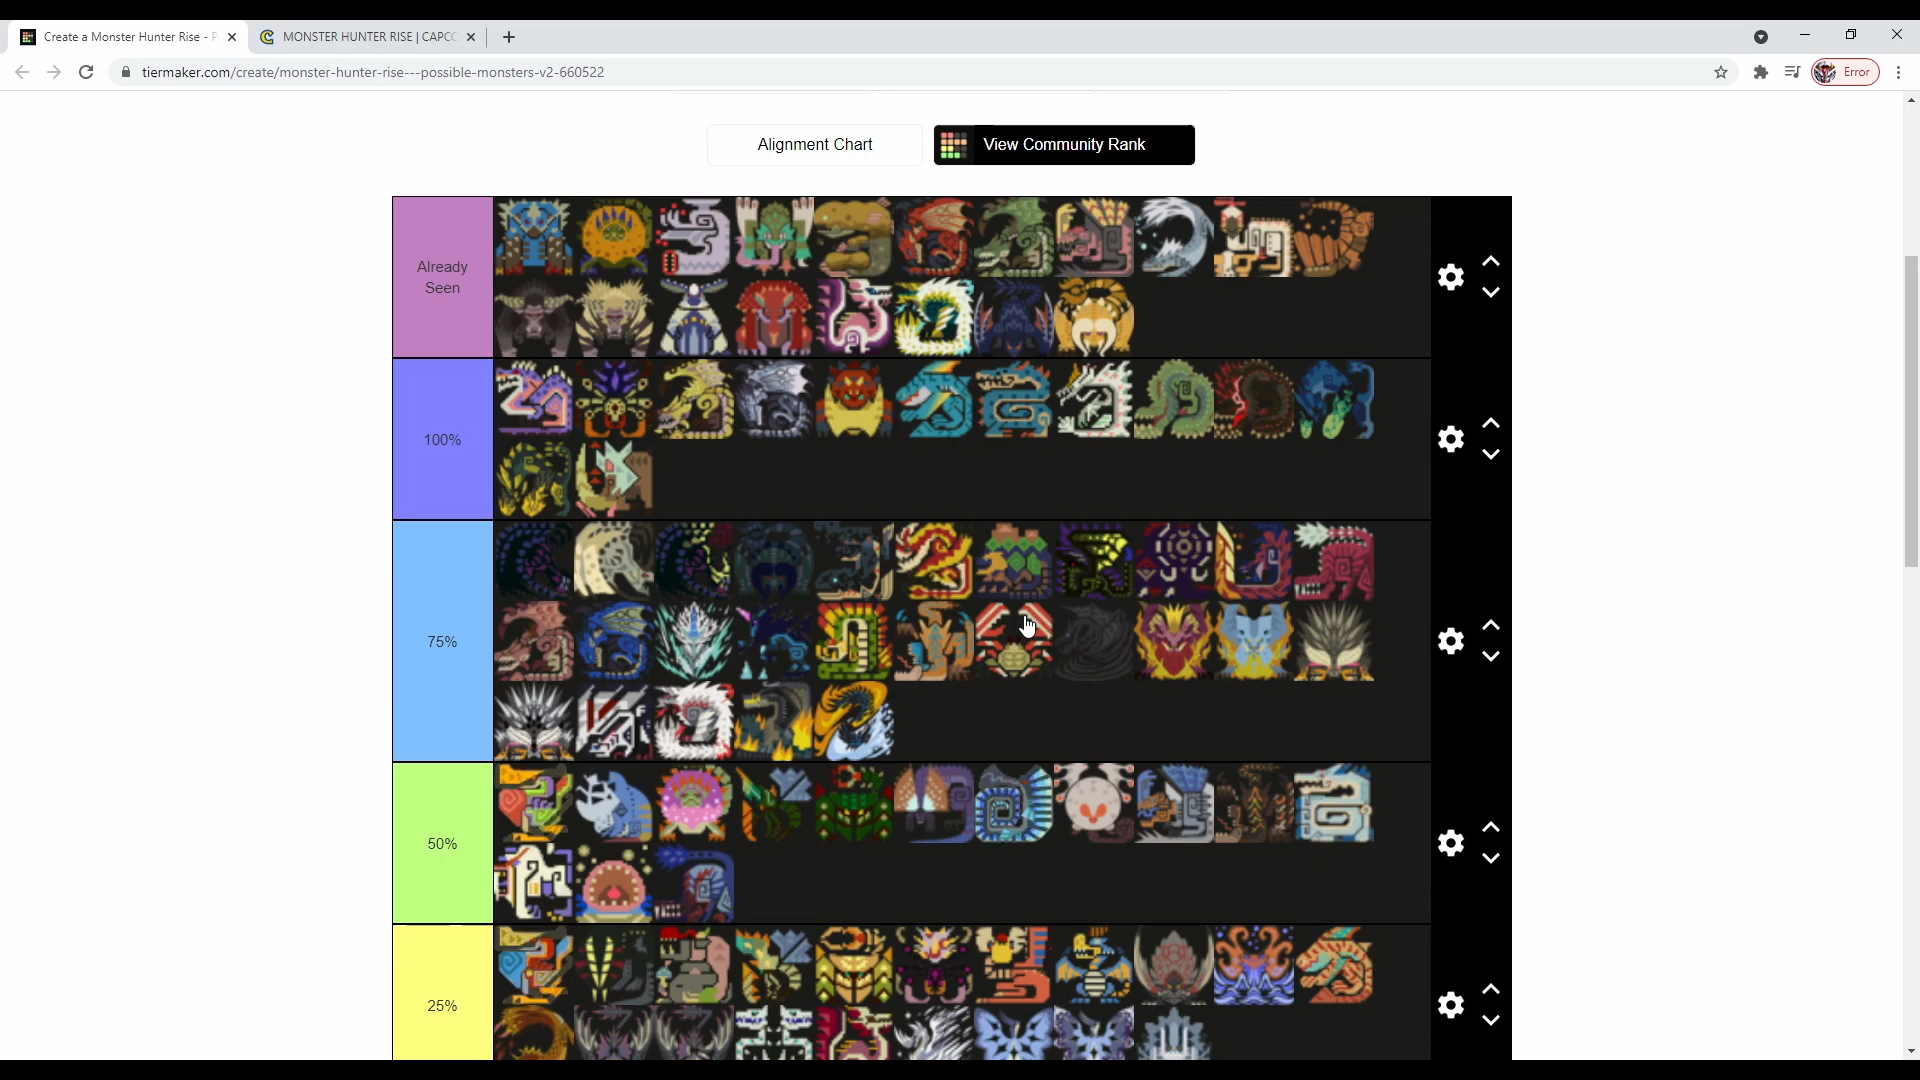 Create a Monster Hunter Rise - P
MONSTER HUNTER RISE | CAPC
tiermaker.com/create/monster-hunter-rise---possible-monsters-v2-660522
Error
Alignment Chart
View Community Rank
Already
Seen
100%
75%
50%
25%